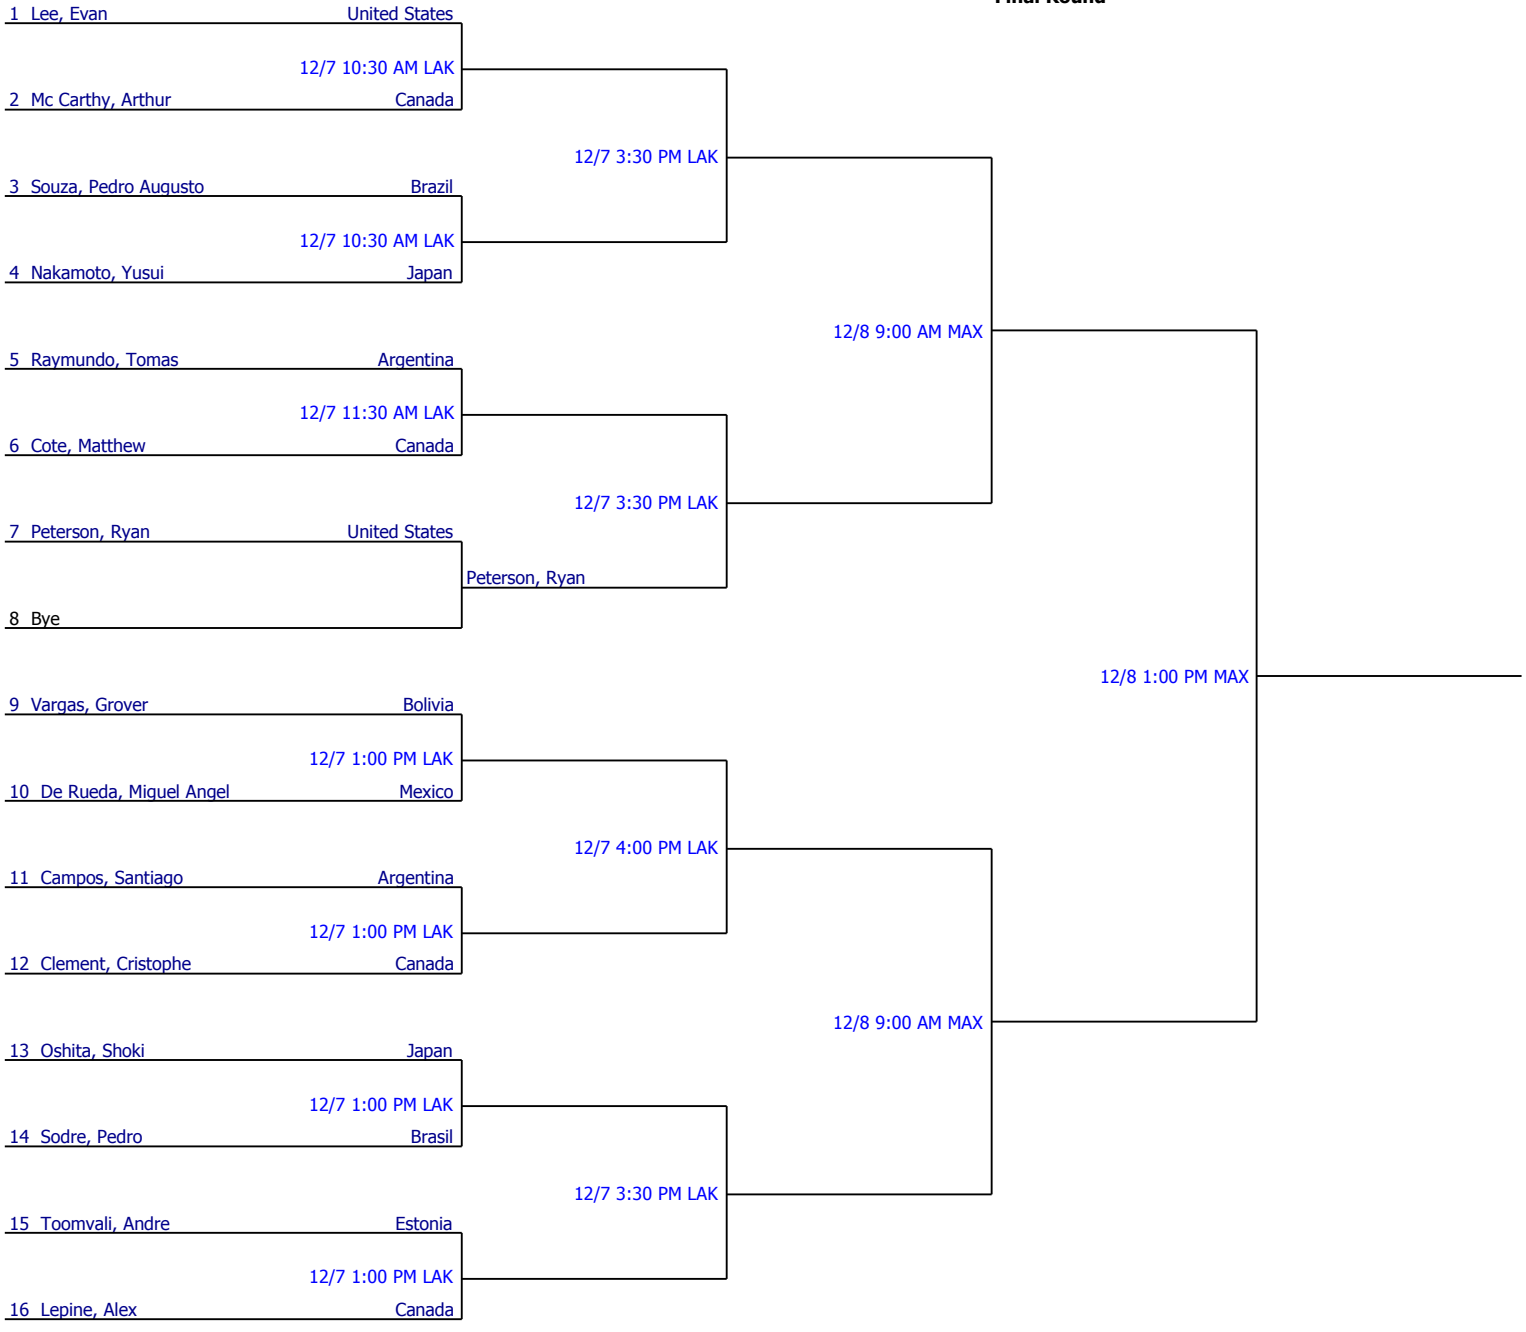 Final Round
1 Lee, Evan United States
12/7 10:30 AM LAK
2 Mc Carthy, Arthur Canada
12/7 3:30 PM LAK
3 Souza, Pedro Augusto Brazil
12/7 10:30 AM LAK
4 Nakamoto, Yusui Japan
12/8 9:00 AM MAX
5 Raymundo, Tomas Argentina
12/7 11:30 AM LAK
6 Cote, Matthew Canada
12/7 3:30 PM LAK
7 Peterson, Ryan United States
Peterson, Ryan
8 Bye
12/8 1:00 PM MAX
9 Vargas, Grover Bolivia
12/7 1:00 PM LAK
10 De Rueda, Miguel Angel Mexico
12/7 4:00 PM LAK
11 Campos, Santiago Argentina
12/7 1:00 PM LAK
12 Clement, Cristophe Canada
12/8 9:00 AM MAX
13 Oshita, Shoki Japan
12/7 1:00 PM LAK
14 Sodre, Pedro Brasil
12/7 3:30 PM LAK
15 Toomvali, Andre Estonia
12/7 1:00 PM LAK
16 Lepine, Alex Canada